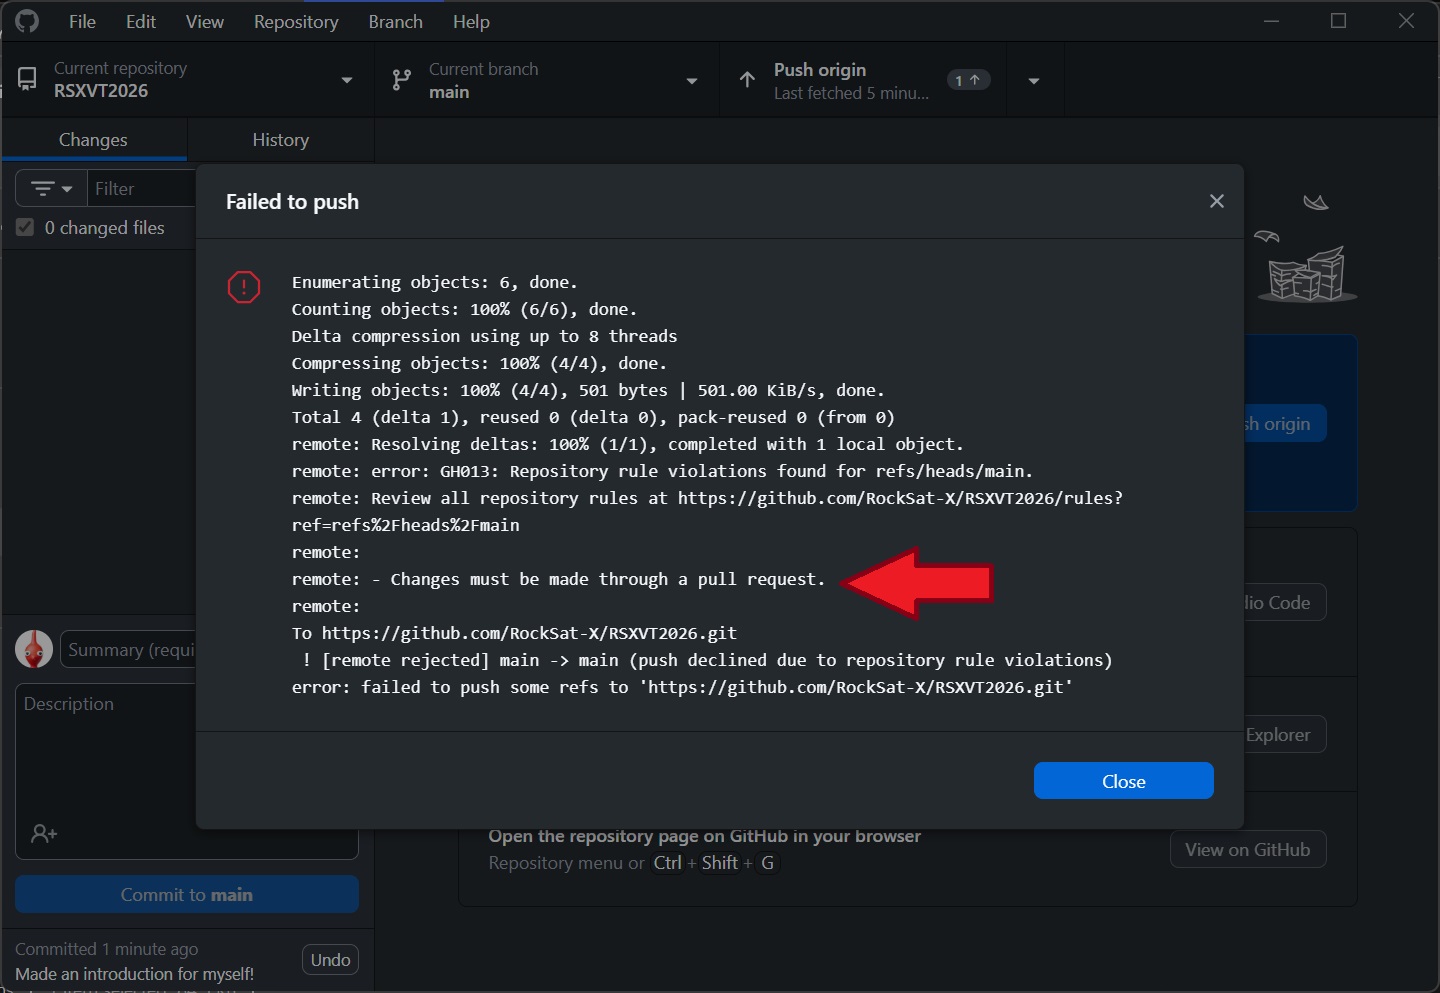 File Edit View Repository Branch Help
Current repository
RSXVT2026
Current branch
main
Push origin
Last fetched 5 minu...
1
Changes
History
Filter
0 changed files
Failed to push
Enumerating objects: 6, done.
Counting objects: 100% (6/6), done.
Delta compression using up to 8 threads
Compressing objects: 100% (4/4), done.
Writing objects: 100% (4/4), 501 bytes | 501.00 KiB/s, done.
Total 4 (delta 1), reused 0 (delta 0), pack-reused 0 (from 0)
remote: Resolving deltas: 100% (1/1), completed with 1 local object.
remote: error: GH013: Repository rule violations found for refs/heads/main.
remote: Review all repository rules at https://github.com/RockSat-X/RSXVT2026/rules?
ref=refs%2Fheads%2Fmain
remote:
remote: - Changes must be made through a pull request.
remote:
To https://github.com/RockSat-X/RSXVT2026.git
! [remote rejected] main -> main (push declined due to repository rule violations)
error: failed to push some refs to 'https://github.com/RockSat-X/RSXVT2026.git'
Close
sh origin
dio Code
Explorer
Summary (requi
Description
Commit to main
Committed 1 minute ago
Made an introduction for myself!
Undo
Open the repository page on GitHub in your browser
Repository menu or Ctrl + Shift + G
View on GitHub